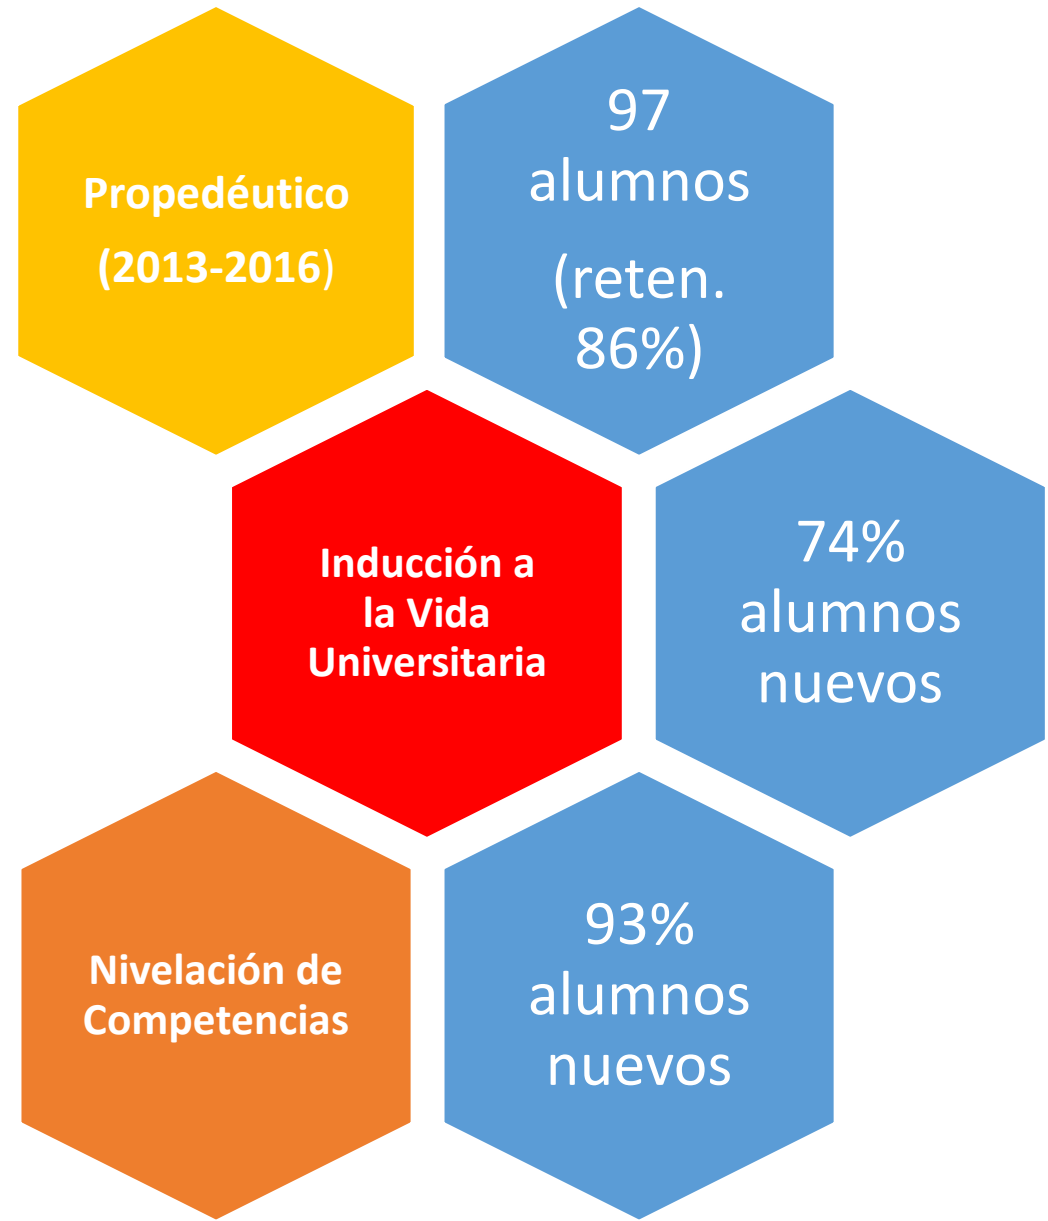 Propedéutico
(2013-2016)
97
alumnos
(reten.
86%)
Inducción a
la Vida
Universitaria
74%
alumnos
nuevos
Nivelación de
Competencias
93%
alumnos
nuevos